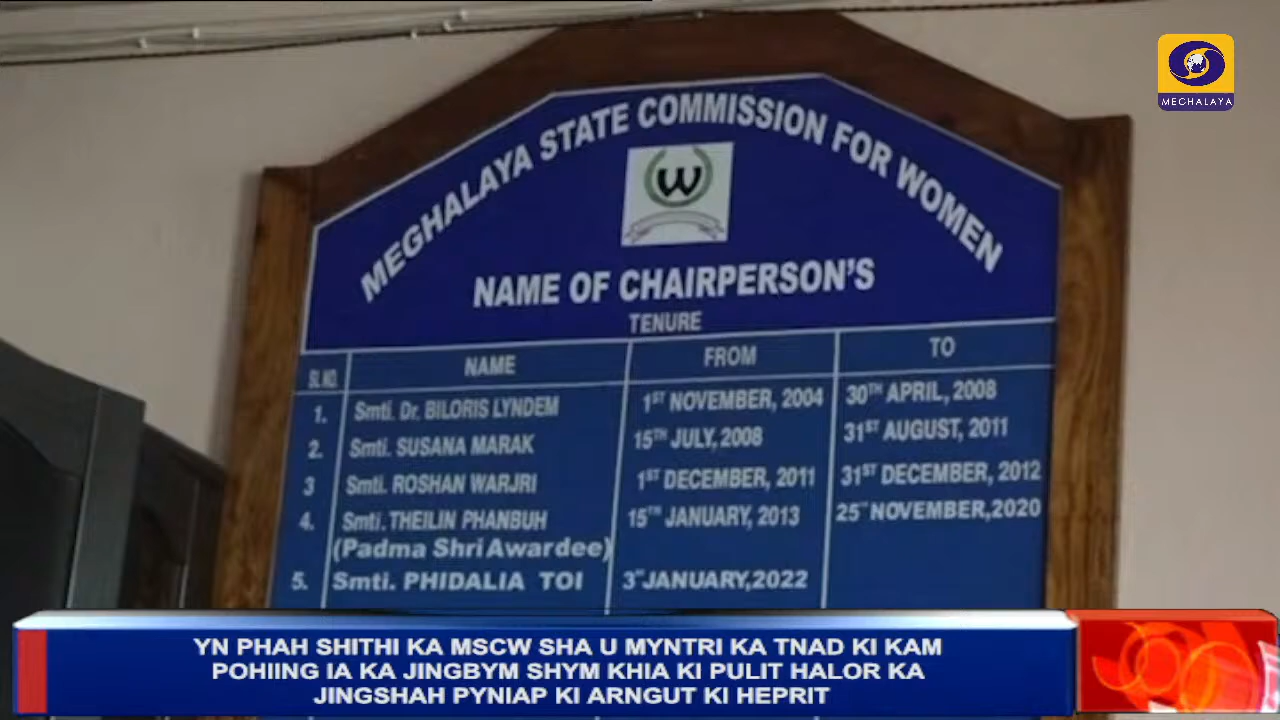 MEGHALAYA
MEGHALAYA STATE COMMISSION FOR WOMEN
W
NAME OF CHAIRPERSON'S
TENURE
SL.NO. NAME FROM TO
1. Smti. Dr. BILORIS LYNDEM 1ST NOVEMBER, 2004 30TH APRIL, 2008
2. Smti. SUSANA MARAK 15TH JULY, 2008 31ST AUGUST, 2011
3 Smti. ROSHAN WARJRI 1ST DECEMBER, 2011 31ST DECEMBER, 2012
4. Smti. THEILIN PHANBUH 15TH JANUARY, 2013 25TH NOVEMBER,2020
(Padma Shri Awardee)
5. Smti. PHIDALIA TOI 3RD JANUARY,2022
YN PHAH SHITHI KA MSCW SHA U MYNTRI KA TNAD KI KAM
POHIING IA KA JINGBYM SHYM KHIA KI PULIT HALOR KA
JINGSHAH PYNIAP KI ARNGUT KI HEPRIT